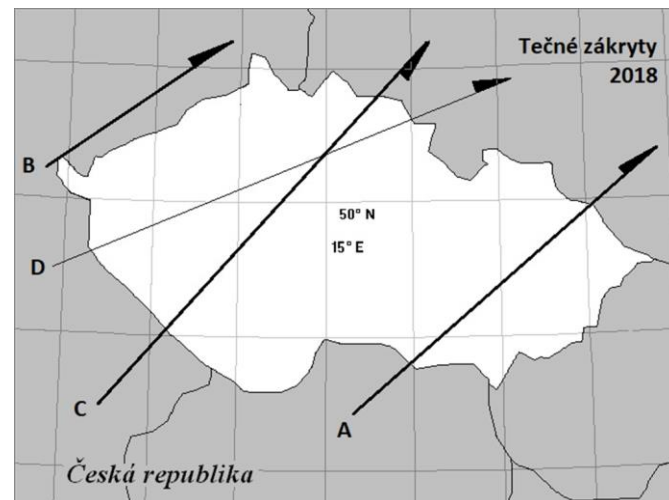 Tečné zákryty
2018
B
50° N
15° E
D
C
A
Česká republika